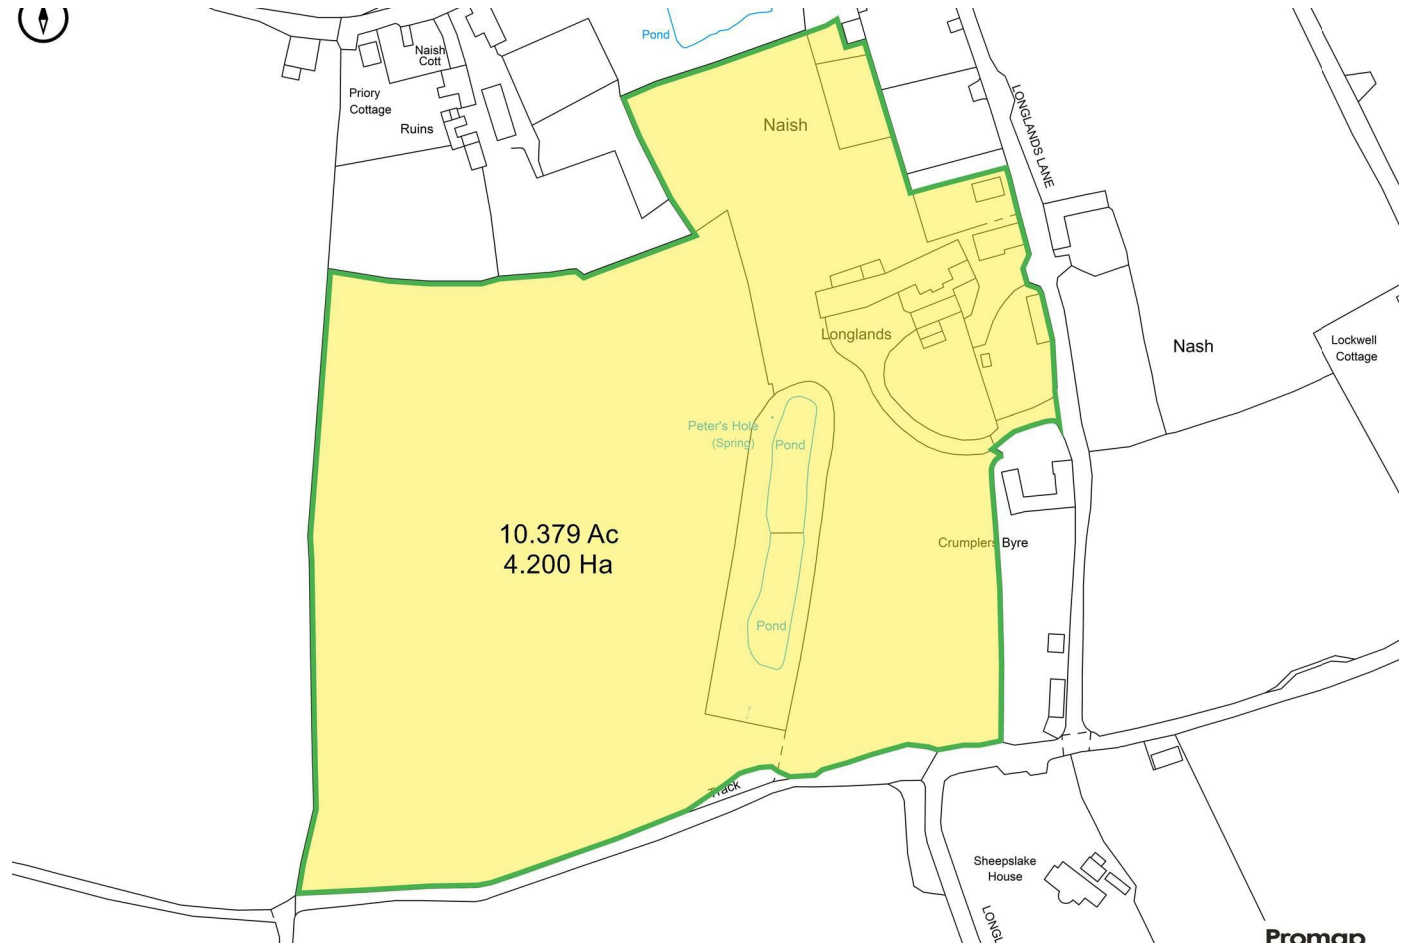 Pond
Naish
Cott
Priory
Cottage
Ruins
Naish
LONGLANDS LANE
Longlands
Nash
Lockwell
Cottage
Peter's Hole
(Spring)
Pond
10.379 Ac
4.200 Ha
Crumplers Byre
Pond
Track
Sheepslake
House
LONGL
Promap